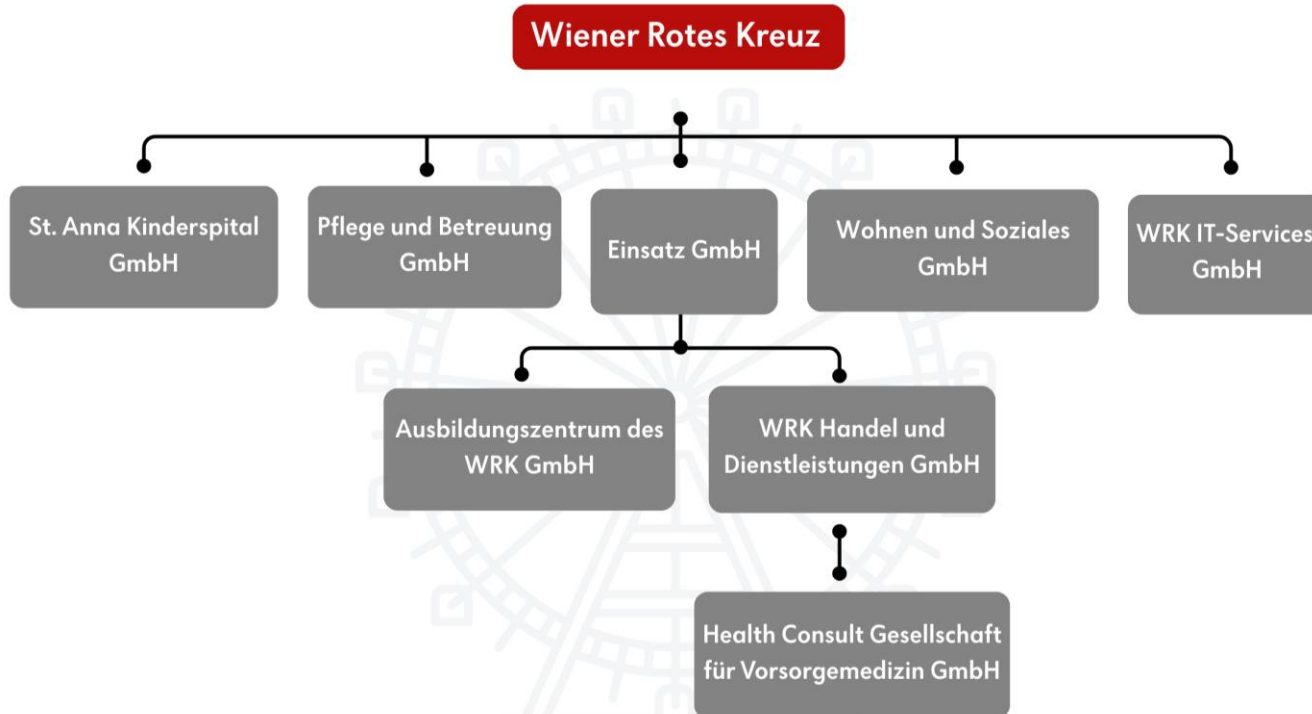 Wiener Rotes Kreuz
St. Anna Kinderspital
GmbH
Pflege und Betreuung
GmbH
Einsatz GmbH
Wohnen und Soziales
GmbH
WRK IT-Services
GmbH
Ausbildungszentrum des
WRK GmbH
WRK Handel und
Dienstleistungen GmbH
Health Consult Gesellschaft
für Vorsorgemedizin GmbH